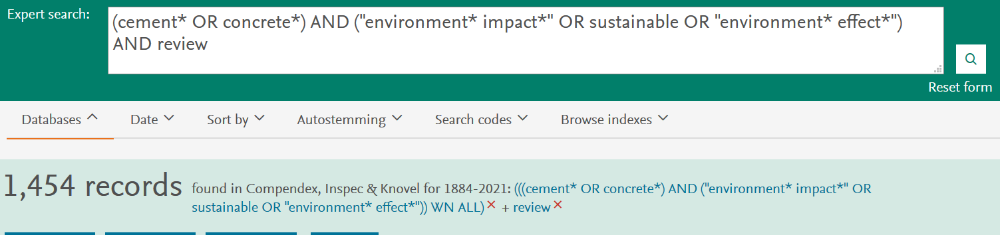 Expert search:
(cement* OR concrete*) AND ("environment* impact*" OR sustainable OR "environment* effect*")
AND review
Reset form
Databases Date Sort by Autostemming Search codes Browse indexes
1,454 records found in Compendex, Inspec & Knovel for 1884-2021: (((cement* OR concrete*) AND ("environment* impact*" OR
sustainable OR "environment* effect*")) WN ALL) × + review ×